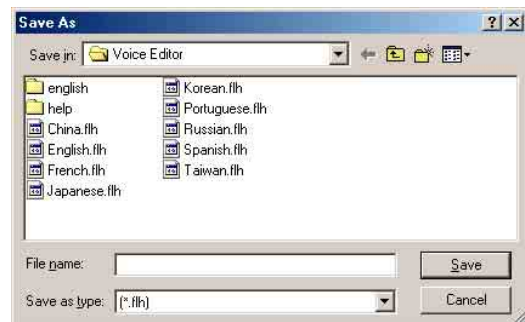 Save As
Save in: Voice Editor
english
help
China.flh
English.flh
French.flh
Japanese.flh
Korean.flh
Portuguese.flh
Russian.flh
Spanish.flh
Taiwan.flh
File name:
Save
Save as type: (*.flh)
Cancel